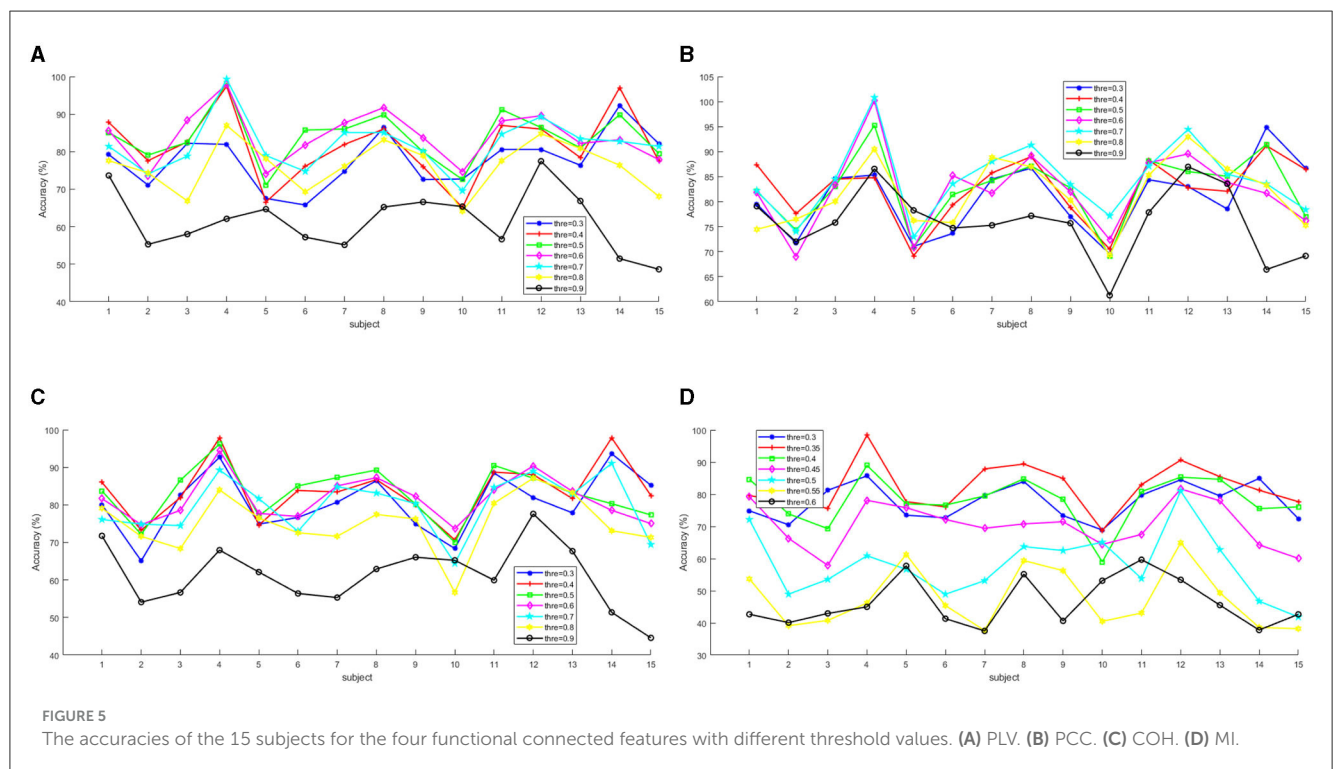 A
100
90
80
70
60
50
40
Accuracy (%)
1 2 3 4 5 6 7 8 9 10 11 12 13 14 15
subject
thre=0.3
thre=0.4
thre=0.5
thre=0.6
thre=0.7
thre=0.8
thre=0.9
B
105
100
95
90
85
80
75
70
65
60
Accuracy (%)
1 2 3 4 5 6 7 8 9 10 11 12 13 14 15
subject
thre=0.3
thre=0.4
thre=0.5
thre=0.6
thre=0.7
thre=0.8
thre=0.9
C
100
90
80
70
60
50
40
Accuracy (%)
1 2 3 4 5 6 7 8 9 10 11 12 13 14 15
subject
thre=0.3
thre=0.4
thre=0.5
thre=0.6
thre=0.7
thre=0.8
thre=0.9
D
100
90
80
70
60
50
40
30
Accuracy (%)
1 2 3 4 5 6 7 8 9 10 11 12 13 14 15
subject
thre=0.3
thre=0.35
thre=0.4
thre=0.45
thre=0.5
thre=0.55
thre=0.6
FIGURE 5
The accuracies of the 15 subjects for the four functional connected features with different threshold values. (A) PLV. (B) PCC. (C) COH. (D) MI.